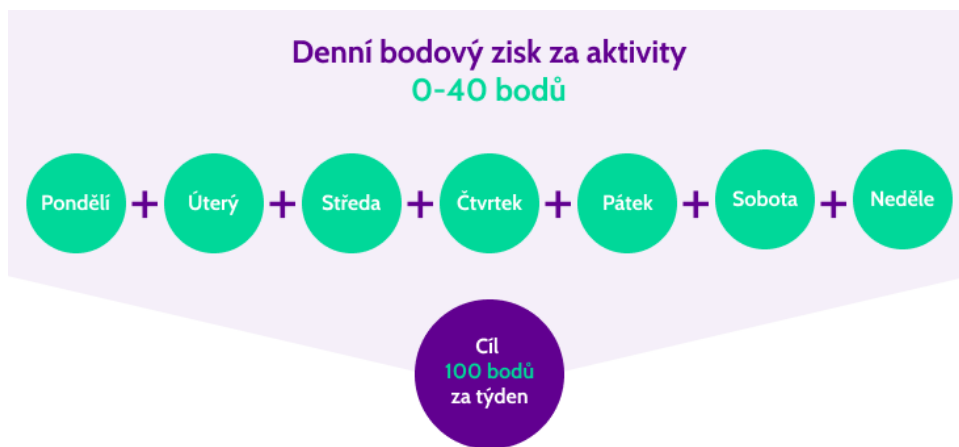 Denní bodový zisk za aktivity
0-40 bodů
Pondělí + Úterý + Středa + Čtvrtek + Pátek + Sobota + Neděle
Cíl
100 bodů
za týden